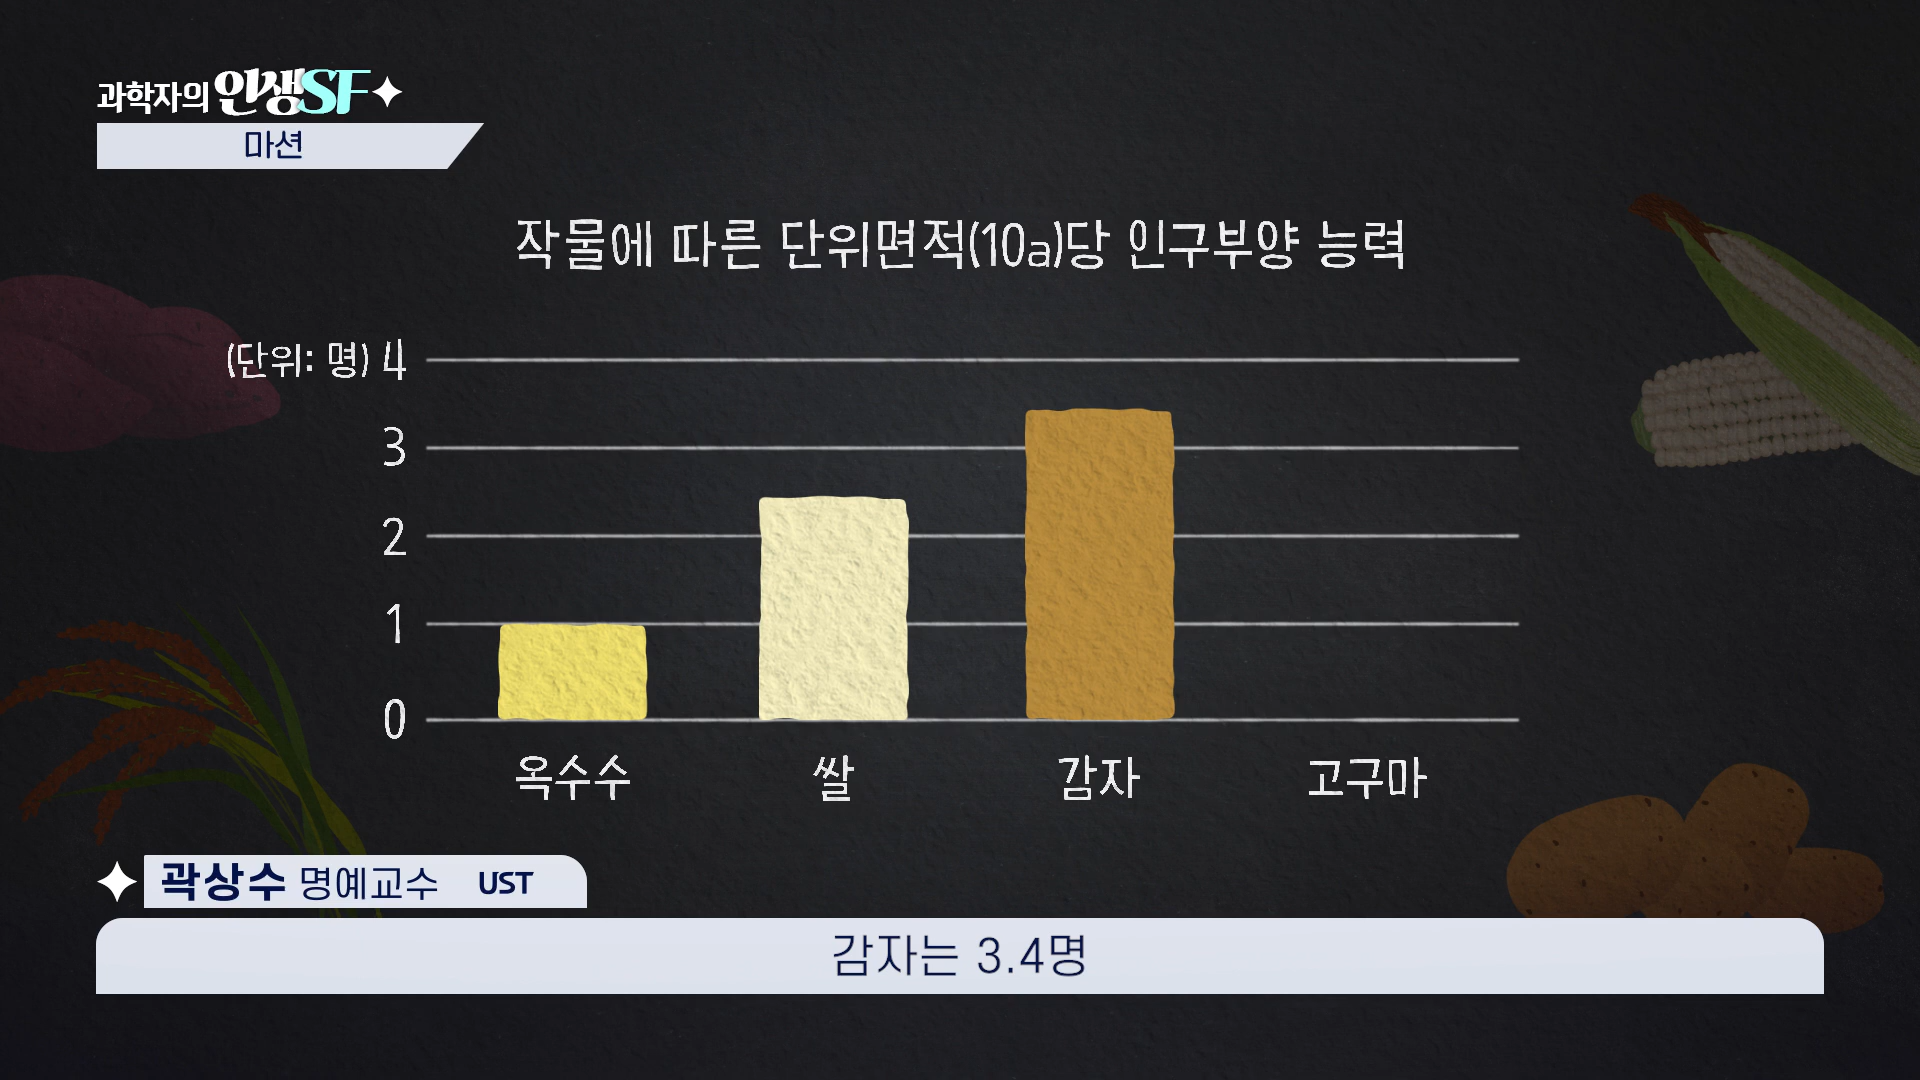 과학자의 인생SF
마션
작물에 따른 단위면적(10a)당 인구부양 능력
(단위: 명) 4
3
2
1
0
옥수수 쌀 감자 고구마
곽상수 명예교수 UST
감자는 3.4명